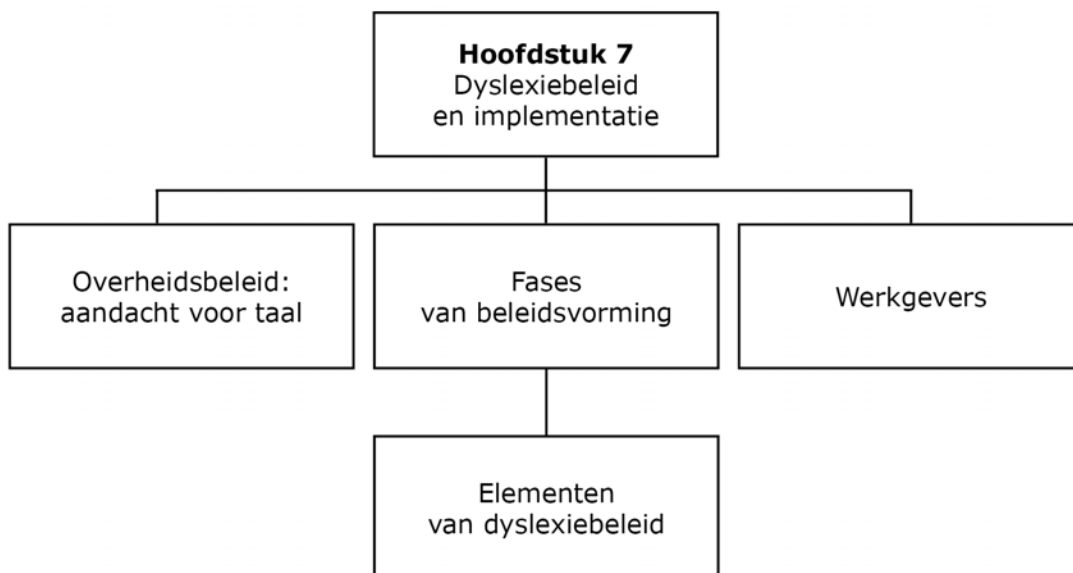 Hoofdstuk 7
Dyslexiebeleid
en implementatie
Overheidsbeleid:
aandacht voor taal
Fases
van beleidsvorming
Werkgevers
Elementen
van dyslexiebeleid